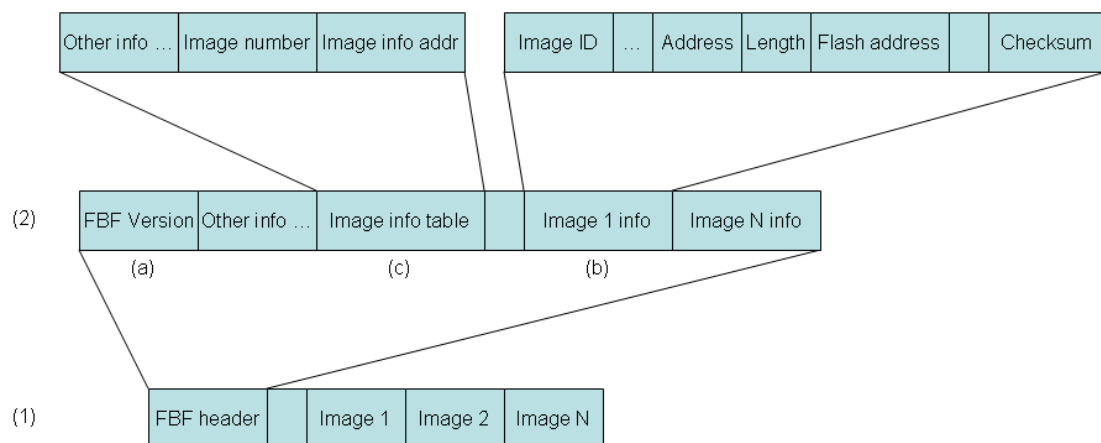 Other info ... Image number Image info addr Image ID ... Address Length Flash address Checksum
(2) FBF Version Other info ... Image info table Image 1 info Image N info
(a) (c) (b)
(1) FBF header Image 1 Image 2 Image N